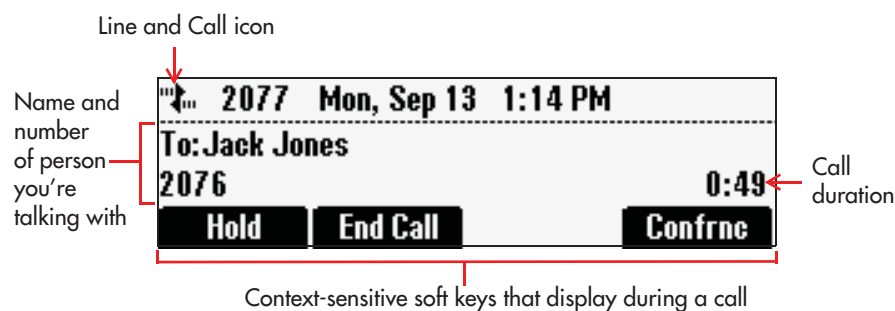 Line and Call icon
2077 Mon, Sep 13 1:14 PM
Name and
number
of person
you're
talking with
To: Jack Jones
2076
0:49
Call
duration
Hold
End Call
Confrnc
Context-sensitive soft keys that display during a call